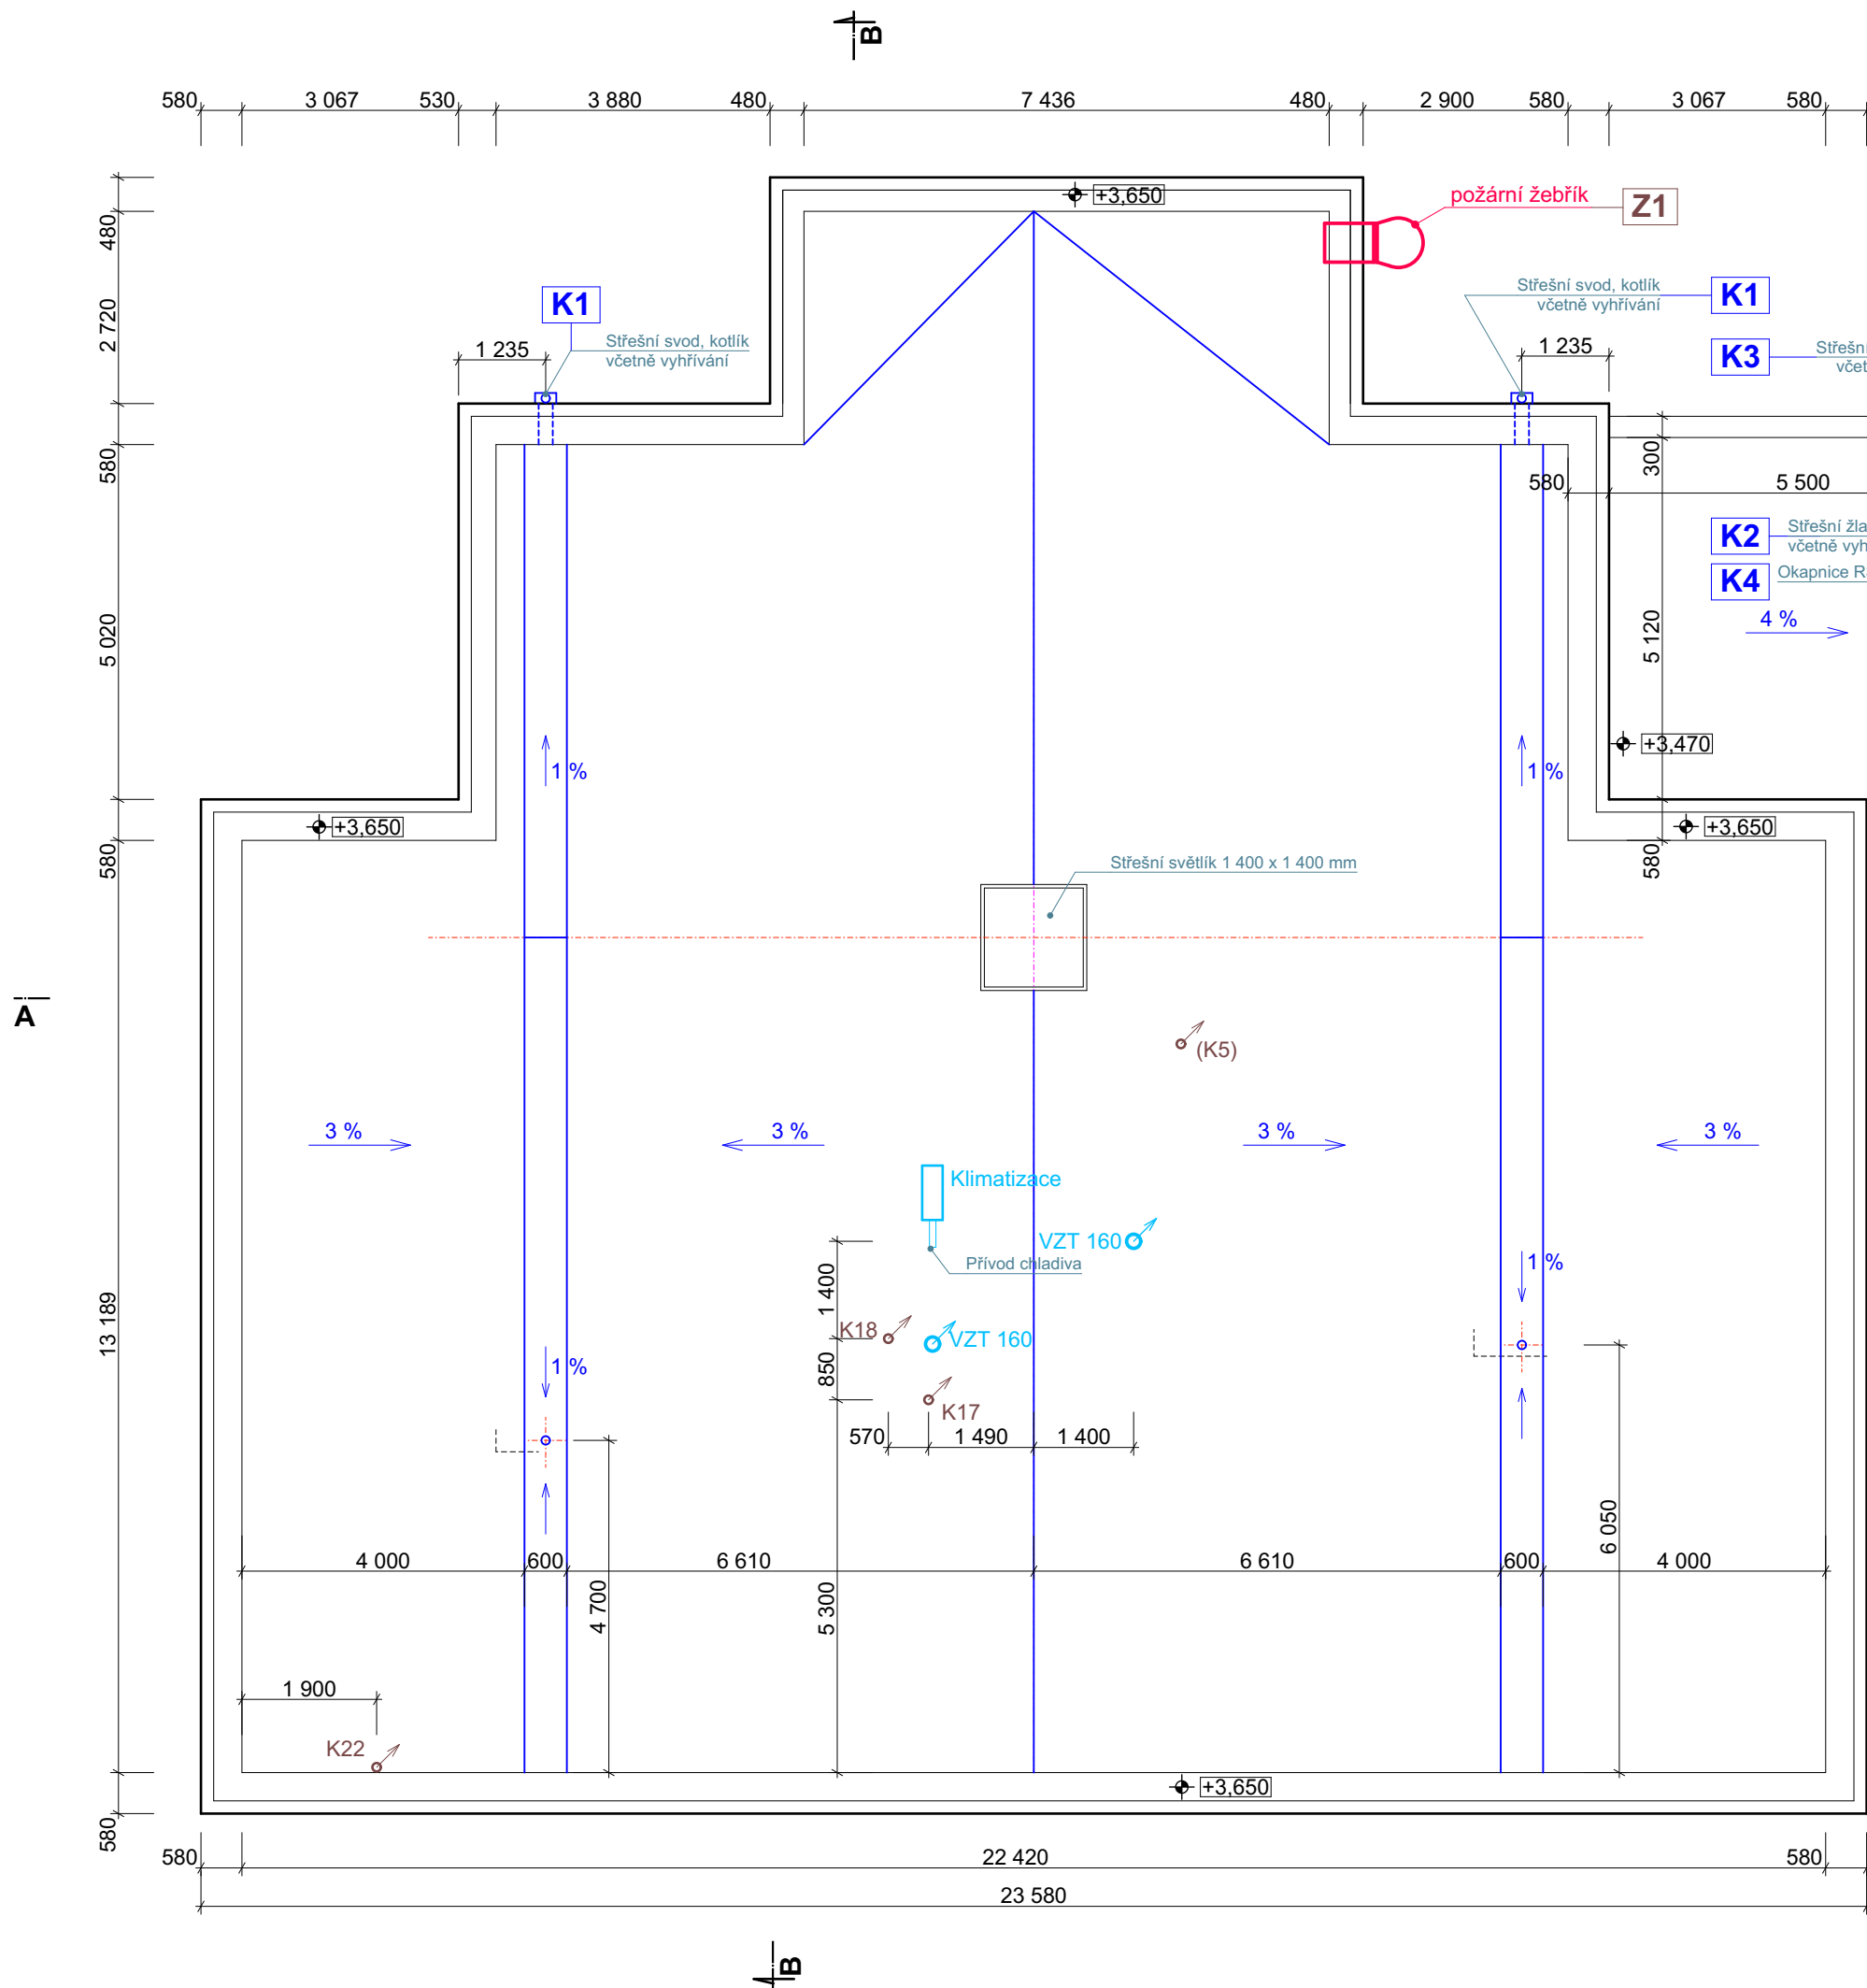 B
580 3 067 530 3 880 480 7 436 480 2 900 580 3 067 580
+3,650
požární žebřík Z1
480
2 720
580
5 020
580
13 189
580
K1
Střešní svod, kotlík
včetně vyhřívání
1 235
Střešní svod, kotlík
včetně vyhřívání
K1
1 235
K3
300
580 5 500
K2 Střešní
včetně
K4 Okapnice
4 %
5 120
+3,470
580
1 %
1 %
+3,650
+3,650
Střešní světlík 1 400 x 1 400 mm
A
(K5)
3 %
3 %
3 %
3 %
Klimatizace
VZT 160
Přívod chladiva
1 %
1 400
K18
VZT 160
850
1 %
K17
570 1 490 1 400
4 000 600 6 610 6 610 600 4 000
4 700
5 300
6 050
1 900
K22
+3,650
580 22 420 580
23 580
B